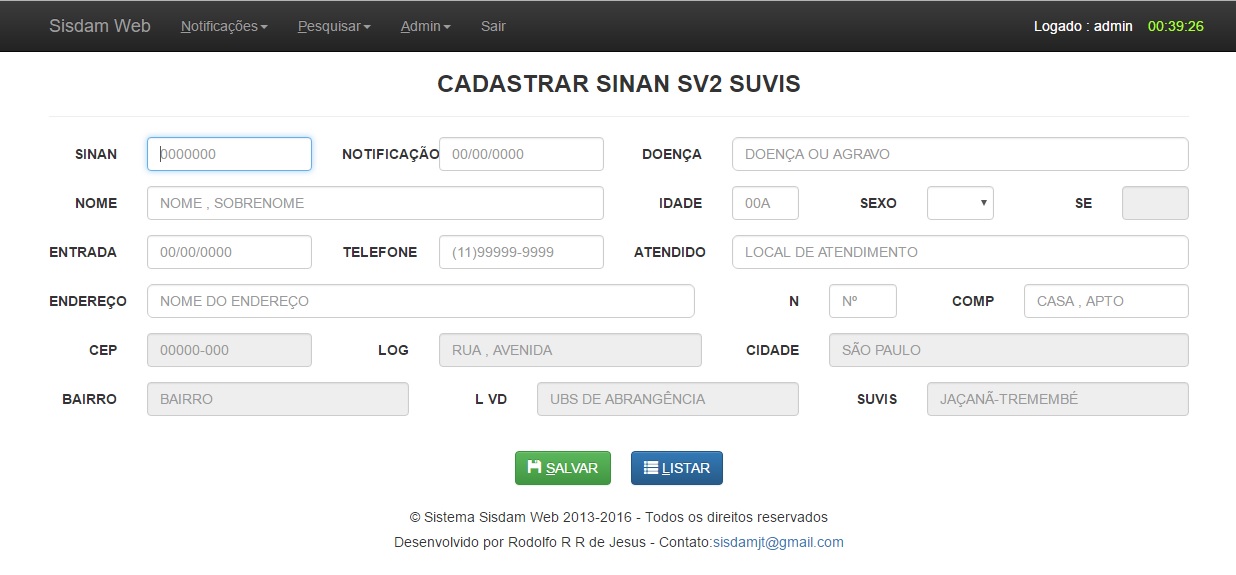 Sisdam Web Notificações Pesquisar Admin Sair Logado : admin 00:39:26
CADASTRAR SINAN SV2 SUVIS
SINAN 0000000 NOTIFICAÇÃO 00/00/0000 DOENÇA DOENÇA OU AGRAVO
NOME NOME , SOBRENOME IDADE 00A SEXO SE
ENTRADA 00/00/0000 TELEFONE (11)99999-9999 ATENDIDO LOCAL DE ATENDIMENTO
ENDEREÇO NOME DO ENDEREÇO N Nº COMP CASA , APTO
CEP 00000-000 LOG RUA , AVENIDA CIDADE SÃO PAULO
BAIRRO BAIRRO L VD UBS DE ABRANGÊNCIA SUVIS JAÇANÃ-TREMEMBÉ
SALVAR LISTAR
© Sistema Sisdam Web 2013-2016 - Todos os direitos reservados
Desenvolvido por Rodolfo R R de Jesus - Contato:sisdamjt@gmail.com